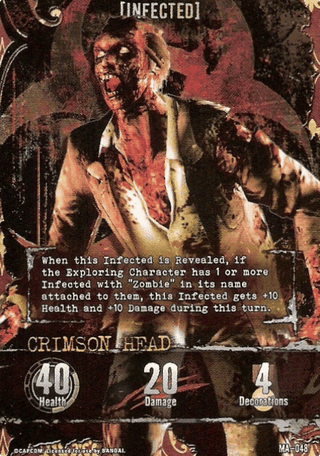 [INFECTED]
When this Infected is Revealed, if
the Exploring Character has 1 or more
Infected with "Zombie" in its name
attached to them, this Infected gets +10
Health and +10 Damage during this turn.
CRIMSON HEAD
40 20 4
Health Damage Decorations
©CAPCOM Licensed for use by BANDAI. MA-048